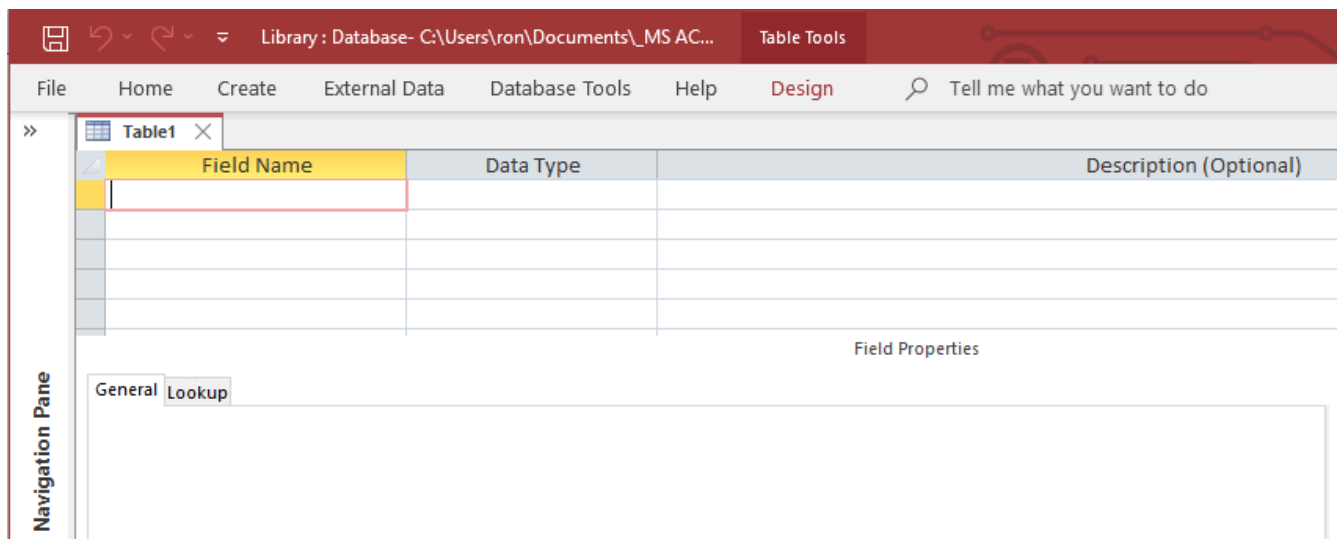 Library : Database- C:\Users\ron\Documents\_MS AC... Table Tools
File Home Create External Data Database Tools Help Design Tell me what you want to do
Table1
Field Name Data Type Description (Optional)
Field Properties
General Lookup
Navigation Pane